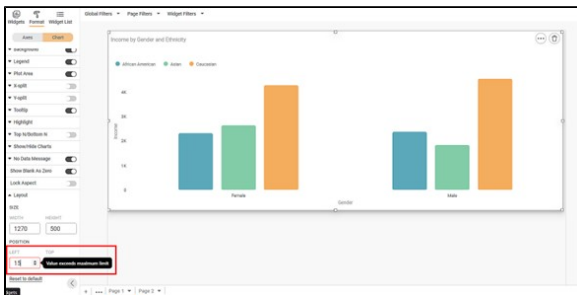 Widgets Format Widget List
Global Filters Page Filters Widget Filters
Axes Chart
Background
Legend
Plot Area
X-split
Y-split
Tooltip
Highlight
Top N/Bottom N
Show/Hide Charts
No Data Message
Show Blank As Zero
Lock Aspect
Layout
SIZE
WIDTH HEIGHT
1270 500
POSITION
LEFT TOP
15 Value exceeds maximum limit
Reset to default
Income by Gender and Ethnicity
African American Asian Caucasian
4K
3K
2K
1K
0
Income
Female Male
Gender
+ ••• Page 1 Page 2